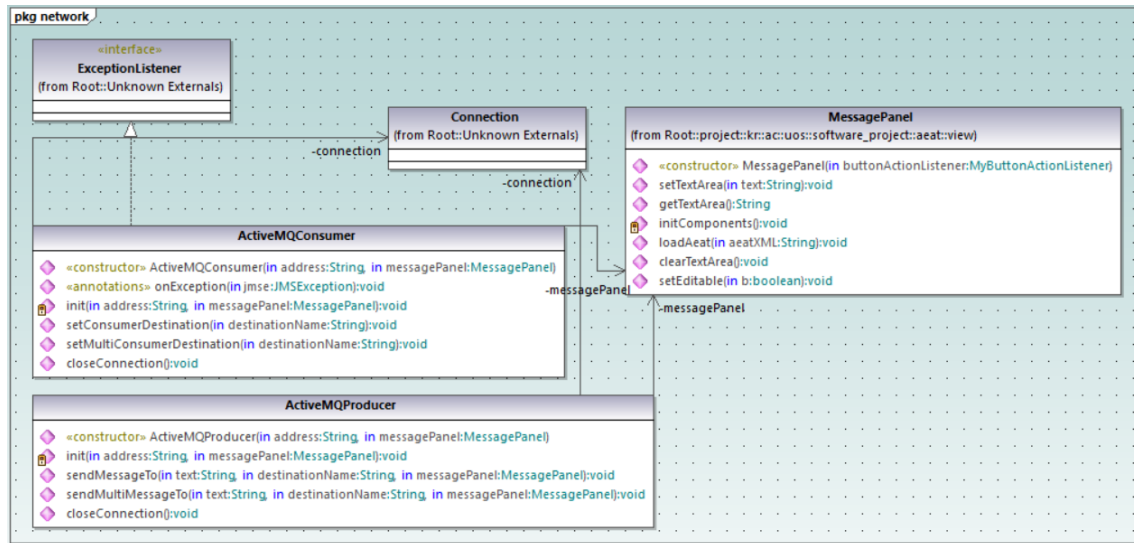 pkg network
«interface»
ExceptionListener
(from Root::Unknown Externals)
Connection
(from Root::Unknown Externals)
-connection
-connection
MessagePanel
(from Root::project::kr::ac::uos::software_project::aeat::view)
«constructor» MessagePanel(in buttonActionListener:MyButtonActionListener)
setTextArea(in text:String):void
getTextArea():String
initComponents():void
loadAeat(in aeatXML:String):void
clearTextArea():void
setEditable(in b:boolean):void
-messagePanel
-messagePanel
ActiveMQConsumer
«constructor» ActiveMQConsumer(in address:String, in messagePanel:MessagePanel)
«annotations» onException(in jmse:JMSException):void
init(in address:String, in messagePanel:MessagePanel):void
setConsumerDestination(in destinationName:String):void
setMultiConsumerDestination(in destinationName:String):void
closeConnection():void
ActiveMQProducer
«constructor» ActiveMQProducer(in address:String, in messagePanel:MessagePanel)
init(in address:String, in messagePanel:MessagePanel):void
sendMessageTo(in text:String, in destinationName:String, in messagePanel:MessagePanel):void
sendMultiMessageTo(in text:String, in destinationName:String, in messagePanel:MessagePanel):void
closeConnection():void